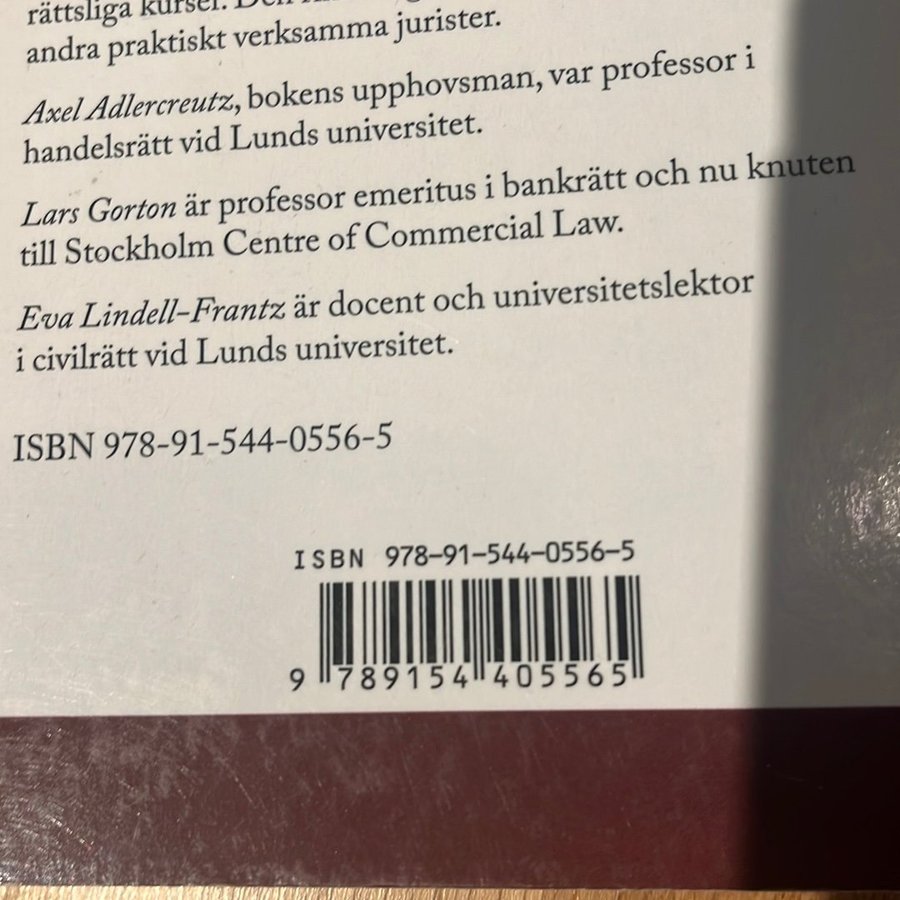 rättsliga kurser. Den
andra praktiskt verksamma jurister.
Axel Adlercreutz, bokens upphovsman, var professor i
handelsrätt vid Lunds universitet.
Lars Gorton är professor emeritus i bankrätt och nu knuten
till Stockholm Centre of Commercial Law.
Eva Lindell-Frantz är docent och universitetslektor
i civilrätt vid Lunds universitet.
ISBN 978-91-544-0556-5
ISBN 978-91-544-0556-5
9 789154 405565